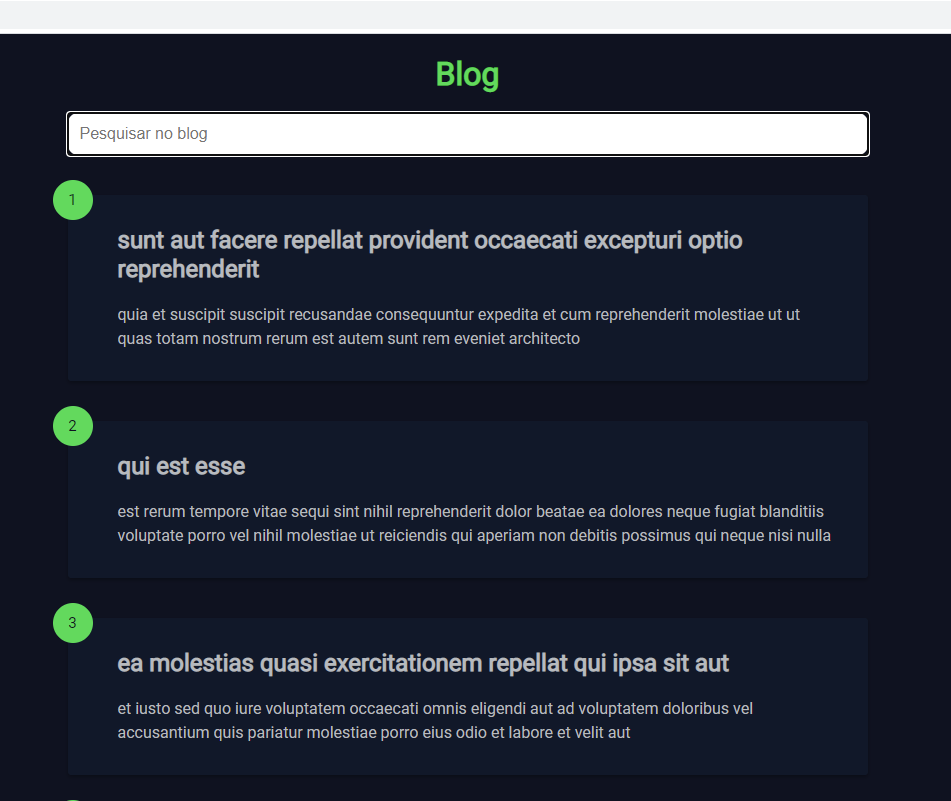 Blog
Pesquisar no blog
1
sunt aut facere repellat provident occaecati excepturi optio
reprehenderit
quia et suscipit suscipit recusandae consequuntur expedita et cum reprehenderit molestiae ut ut
quas totam nostrum rerum est autem sunt rem eveniet architecto
2
qui est esse
est rerum tempore vitae sequi sint nihil reprehenderit dolor beatae ea dolores neque fugiat blanditiis
voluptate porro vel nihil molestiae ut reiciendis qui aperiam non debitis possimus qui neque nisi nulla
3
ea molestias quasi exercitationem repellat qui ipsa sit aut
et iusto sed quo iure voluptatem occaecati omnis eligendi aut ad voluptatem doloribus vel
accusantium quis pariatur molestiae porro eius odio et labore et velit aut